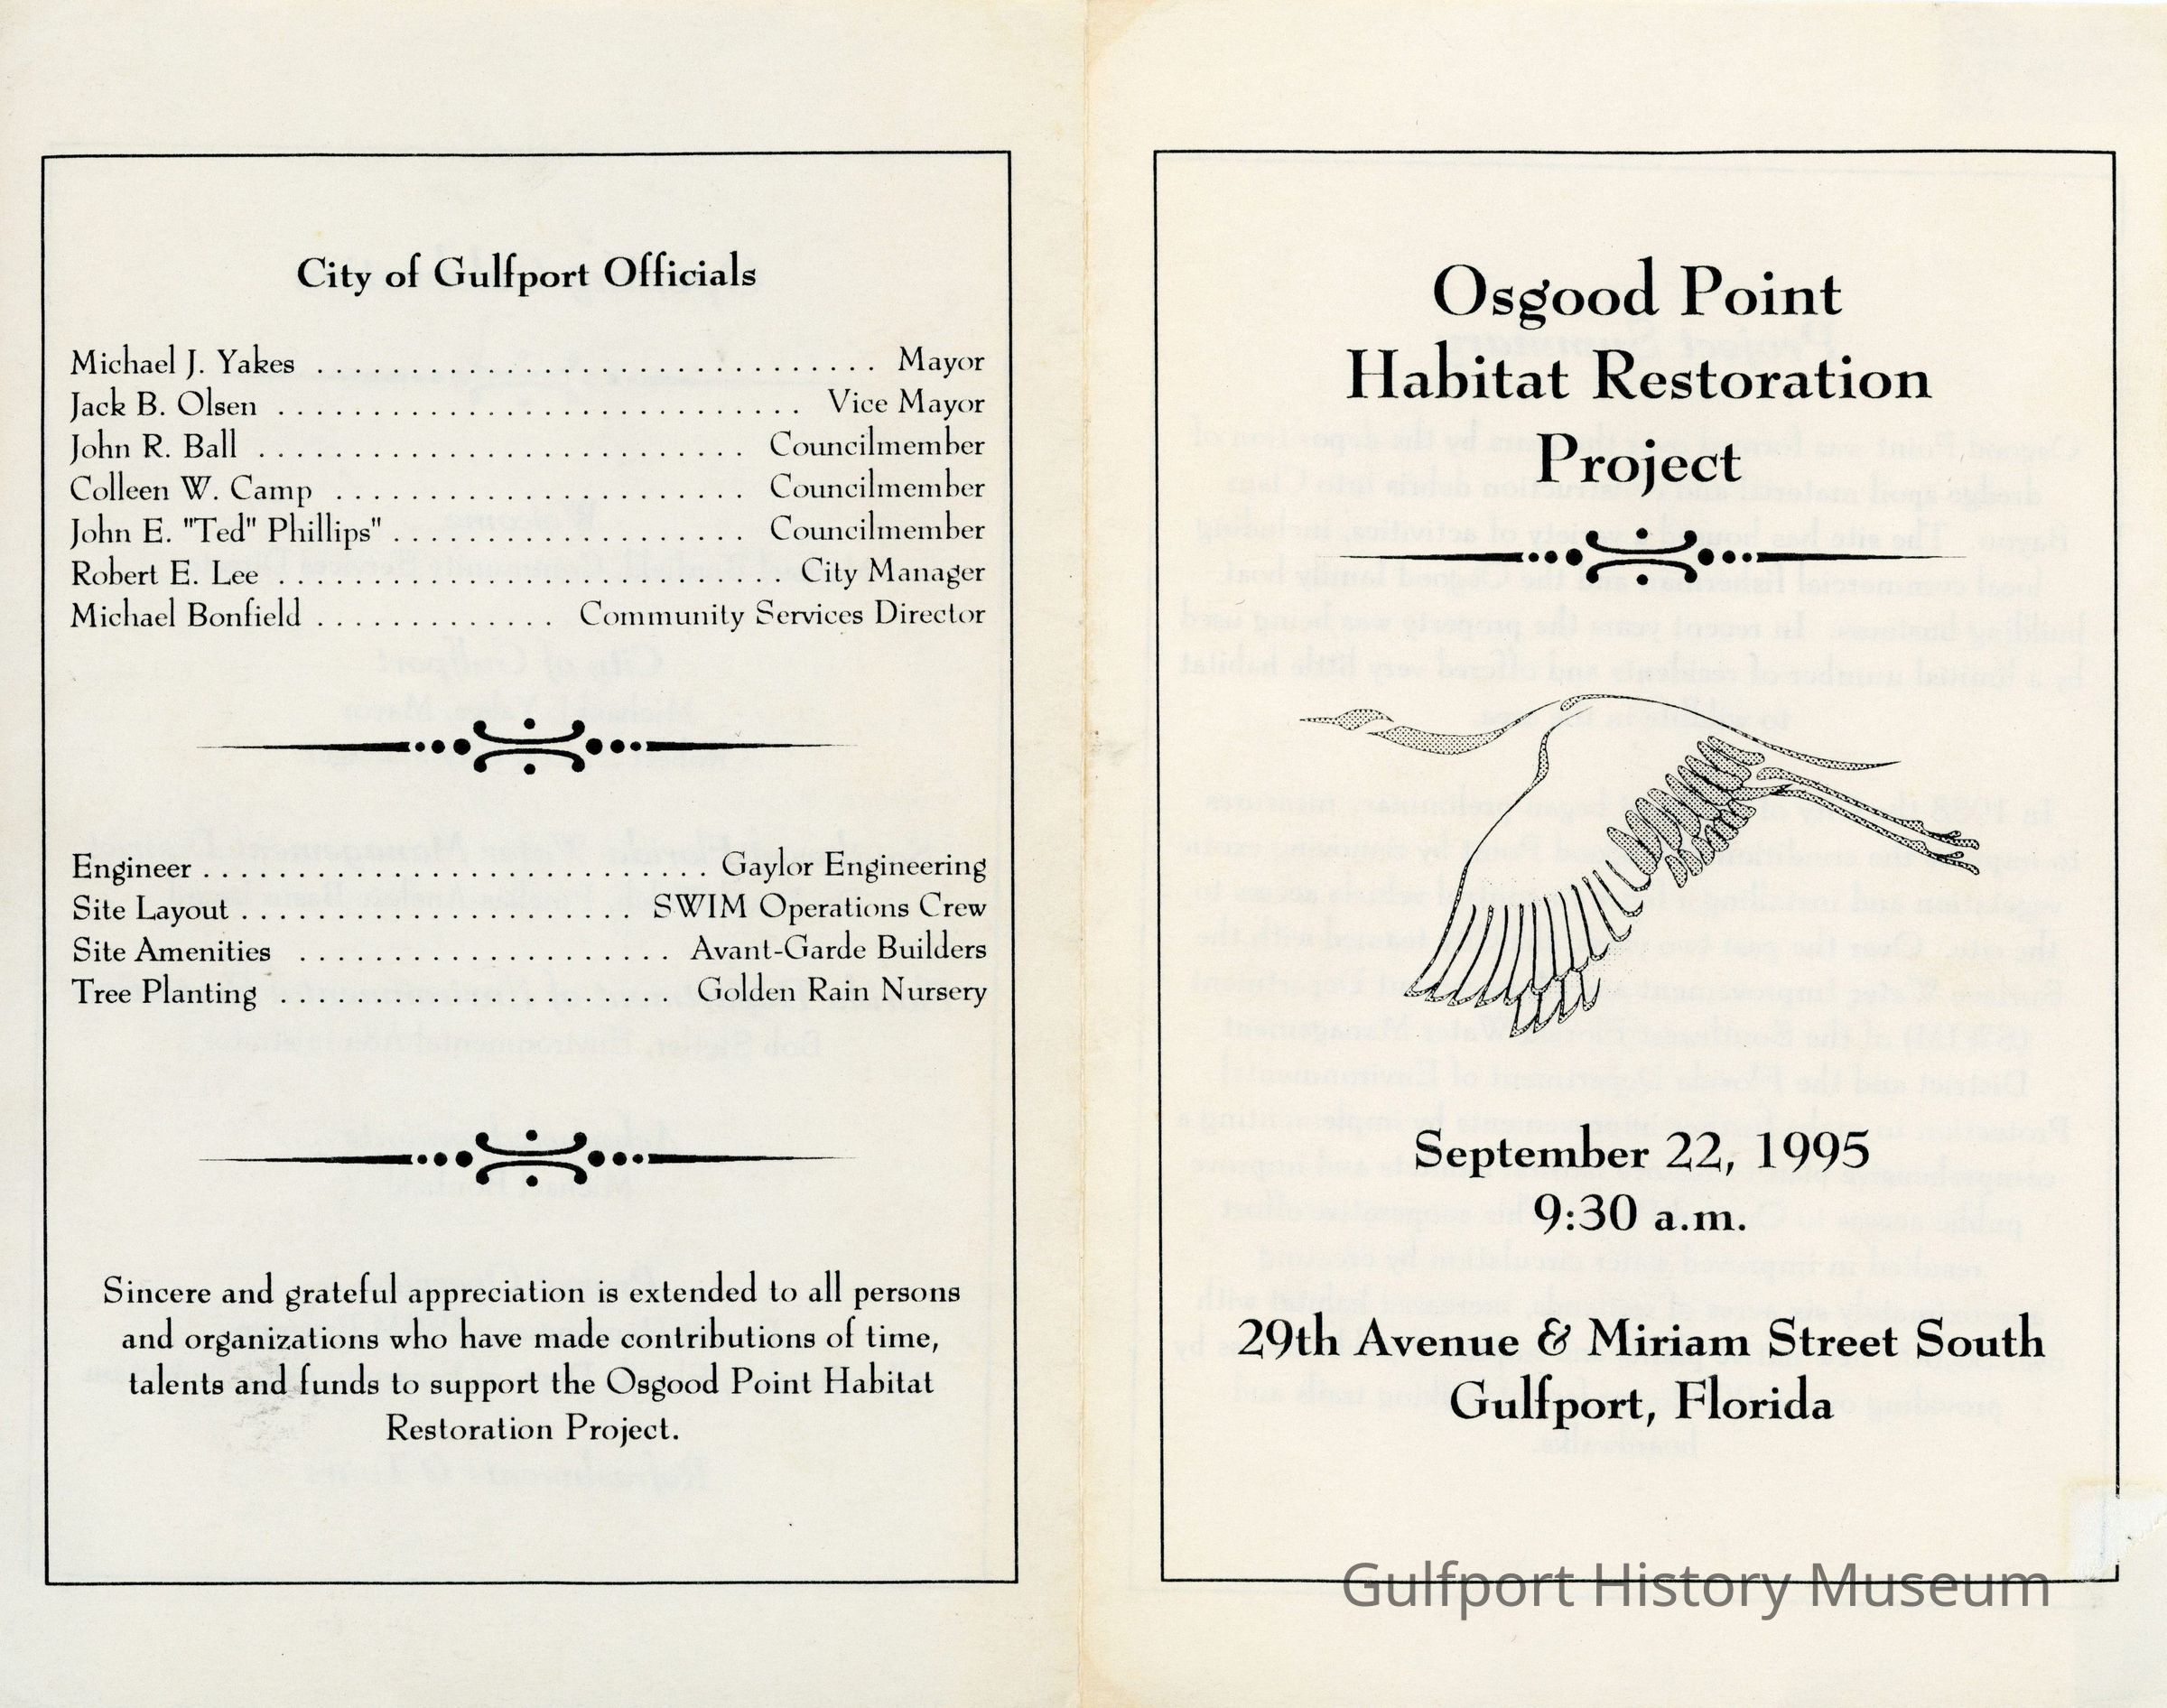 City of Gulfport Officials
Michael J. Yakes . . . . . . . . . . . . . . . . . . . . . . . . . . . . . . Mayor
Jack B. Olsen . . . . . . . . . . . . . . . . . . . . . . . . . . . . Vice Mayor
John R. Ball . . . . . . . . . . . . . . . . . . . . . . . . . . Councilmember
Colleen W. Camp . . . . . . . . . . . . . . . . . . . . . . Councilmember
John E. "Ted" Phillips" . . . . . . . . . . . . . . . . . . . Councilmember
Robert E. Lee . . . . . . . . . . . . . . . . . . . . . . . . . . . City Manager
Michael Bonfield . . . . . . . . . . . . . Community Services Director
Engineer . . . . . . . . . . . . . . . . . . . . . . . . . . . Gaylor Engineering
Site Layout . . . . . . . . . . . . . . . . . . . . . SWIM Operations Crew
Site Amenities . . . . . . . . . . . . . . . . . . . . Avant-Garde Builders
Tree Planting . . . . . . . . . . . . . . . . . . . . . Golden Rain Nursery
Sincere and grateful appreciation is extended to all persons
and organizations who have made contributions of time,
talents and funds to support the Osgood Point Habitat
Restoration Project.
Osgood Point
Habitat Restoration
Project
September 22, 1995
9:30 a.m.
29th Avenue & Miriam Street South
Gulfport, Florida
Gulfport History Museum